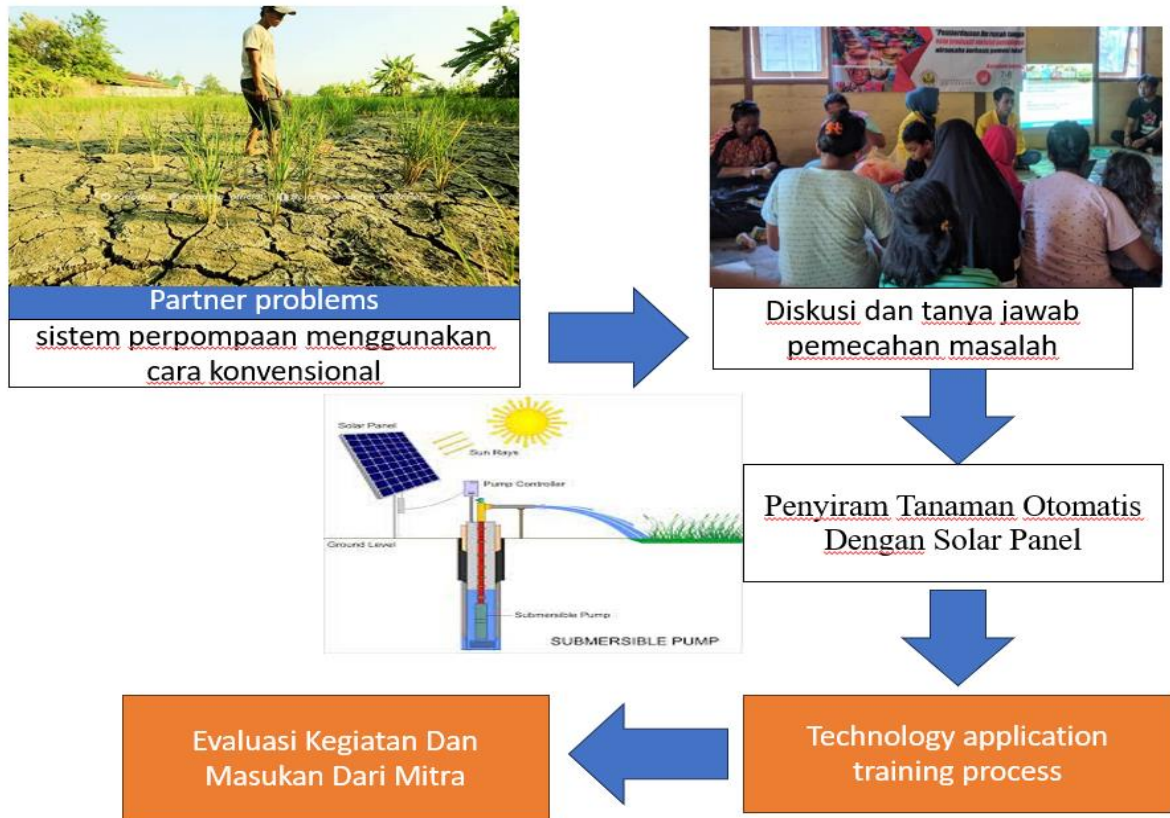 Partner problems
sistem perpompaan menggunakan
cara konvensional
Diskusi dan tanya jawab
pemecahan masalah
Solar Panel
Sun Rays
Pump Controller
Ground Level
Submersible Pump
SUBMERSIBLE PUMP
Penyiram Tanaman Otomatis
Dengan Solar Panel
Technology application
training process
Evaluasi Kegiatan Dan
Masukan Dari Mitra